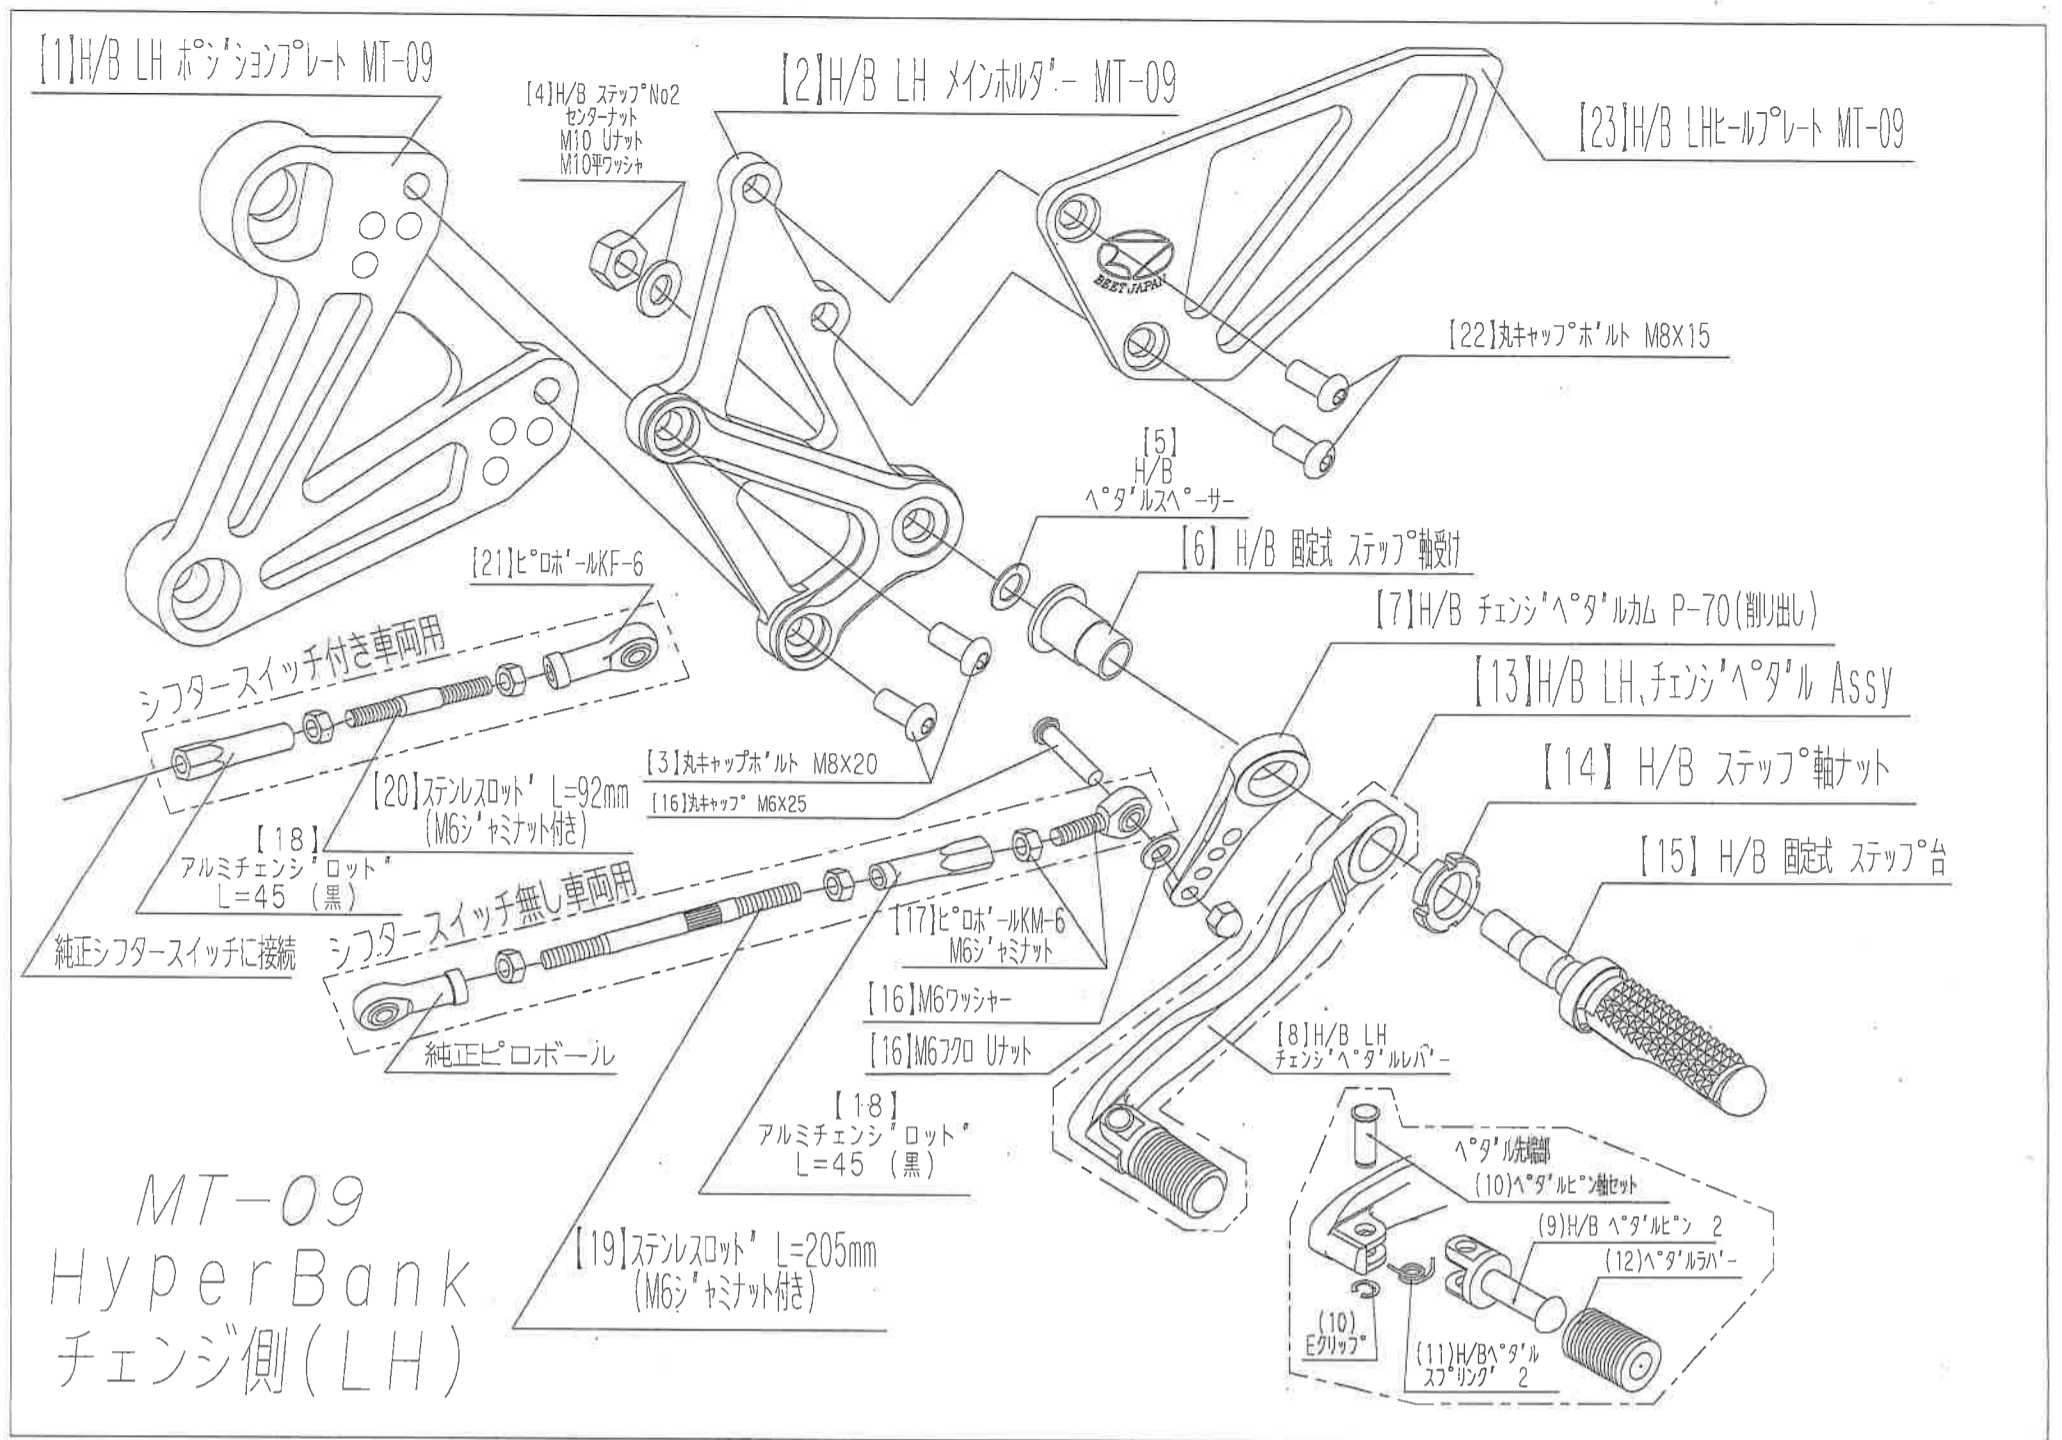 【1】H/B LH ポジションプレート MT-09
【4】H/B ステップNo2
センターナット
M10 Uナット
M10平ワッシャ
【2】H/B LH メインホルダー MT-09
【23】H/B LHヒールプレート MT-09
BEET JAPAN
【22】丸キャップボルト M8X15
【5】
H/B
ペダルスペーサー
【6】 H/B 固定式 ステップ軸受け
【21】ピロボールKF-6
【7】H/B チェンジペダルカム P-70(削り出し)
シフタースイッチ付き車両用
【13】H/B LH,チェンジペダル Assy
【14】 H/B ステップ軸ナット
【3】丸キャップボルト M8X20
【16】丸キャップ M6X25
【20】ステンレスロッド L=92mm
(M6ジャミナット付き)
【18】
アルミチェンジロッド
L=45 (黒)
【15】 H/B 固定式 ステップ台
シフタースイッチ無し車両用
純正シフタースイッチに接続
【17】ピロボールKM-6
M6ジャミナット
【16】M6ワッシャー
【16】M6フクロ Uナット
純正ピロボール
【8】H/B LH
チェンジペダルレバー
【18】
アルミチェンジロッド
L=45 (黒)
ペダル先端部
(10)ペダルピン軸セット
(9)H/B ペダルピン 2
(12)ペダルラバー
【19】ステンレスロッド L=205mm
(M6ジャミナット付き)
(10)
Eクリップ
(11)H/Bペダル
スプリング 2
MT-09
HyperBank
チェンジ側(LH)